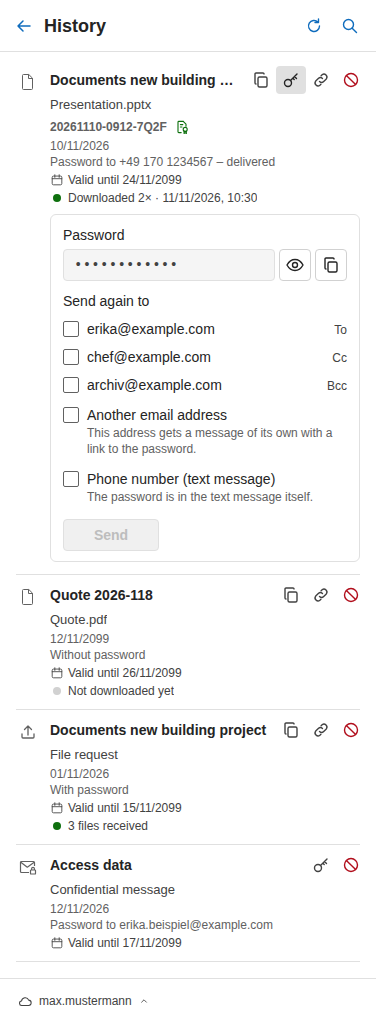 History
Documents new building …
Presentation.pptx
20261110-0912-7Q2F
10/11/2026
Password to +49 170 1234567 – delivered
Valid until 24/11/2099
Downloaded 2× · 11/11/2026, 10:30
Password
••••••••••••
Send again to
erika@example.com To
chef@example.com Cc
archiv@example.com Bcc
Another email address
This address gets a message of its own with a
link to the password.
Phone number (text message)
The password is in the text message itself.
Send
Quote 2026-118
Quote.pdf
12/11/2099
Without password
Valid until 26/11/2099
Not downloaded yet
Documents new building project
File request
01/11/2026
With password
Valid until 15/11/2099
3 files received
Access data
Confidential message
12/11/2026
Password to erika.beispiel@example.com
Valid until 17/11/2099
max.mustermann